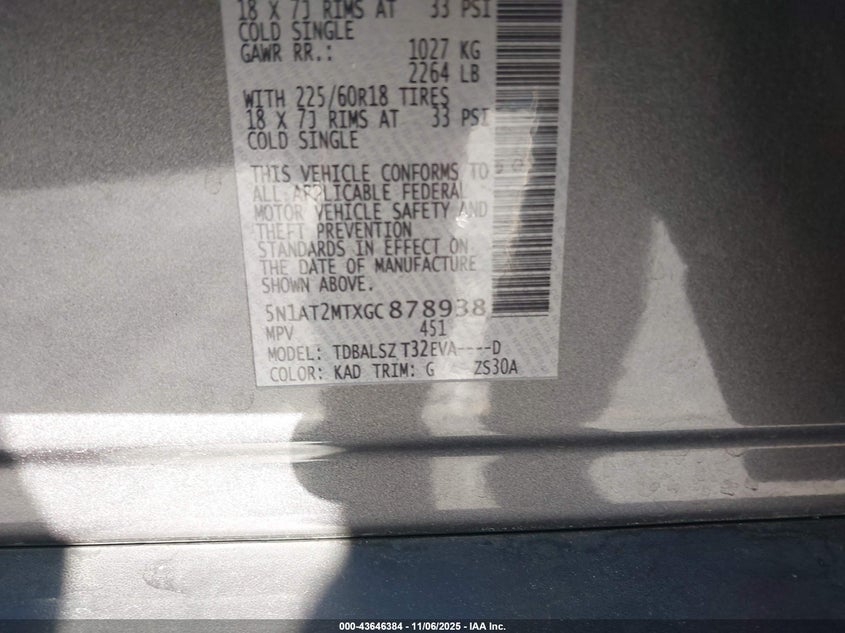 18 X 7J RIMS AT 33 PSI
COLD SINGLE
GAWR RR.: 1027 KG
2264 LB
WITH 225/60R18 TIRES
18 X 7J RIMS AT 33 PSI
COLD SINGLE
THIS VEHICLE CONFORMS TO
ALL APPLICABLE FEDERAL
MOTOR VEHICLE SAFETY AND
THEFT PREVENTION
STANDARDS IN EFFECT ON
THE DATE OF MANUFACTURE
SHOWN ABOVE.
5N1AT2MTXGC878938
MPV 451
MODEL: TDBALSZ T32EVA----D
COLOR: KAD TRIM: G ZS30A
000-43646384 - 11/06/2025 - IAA Inc.